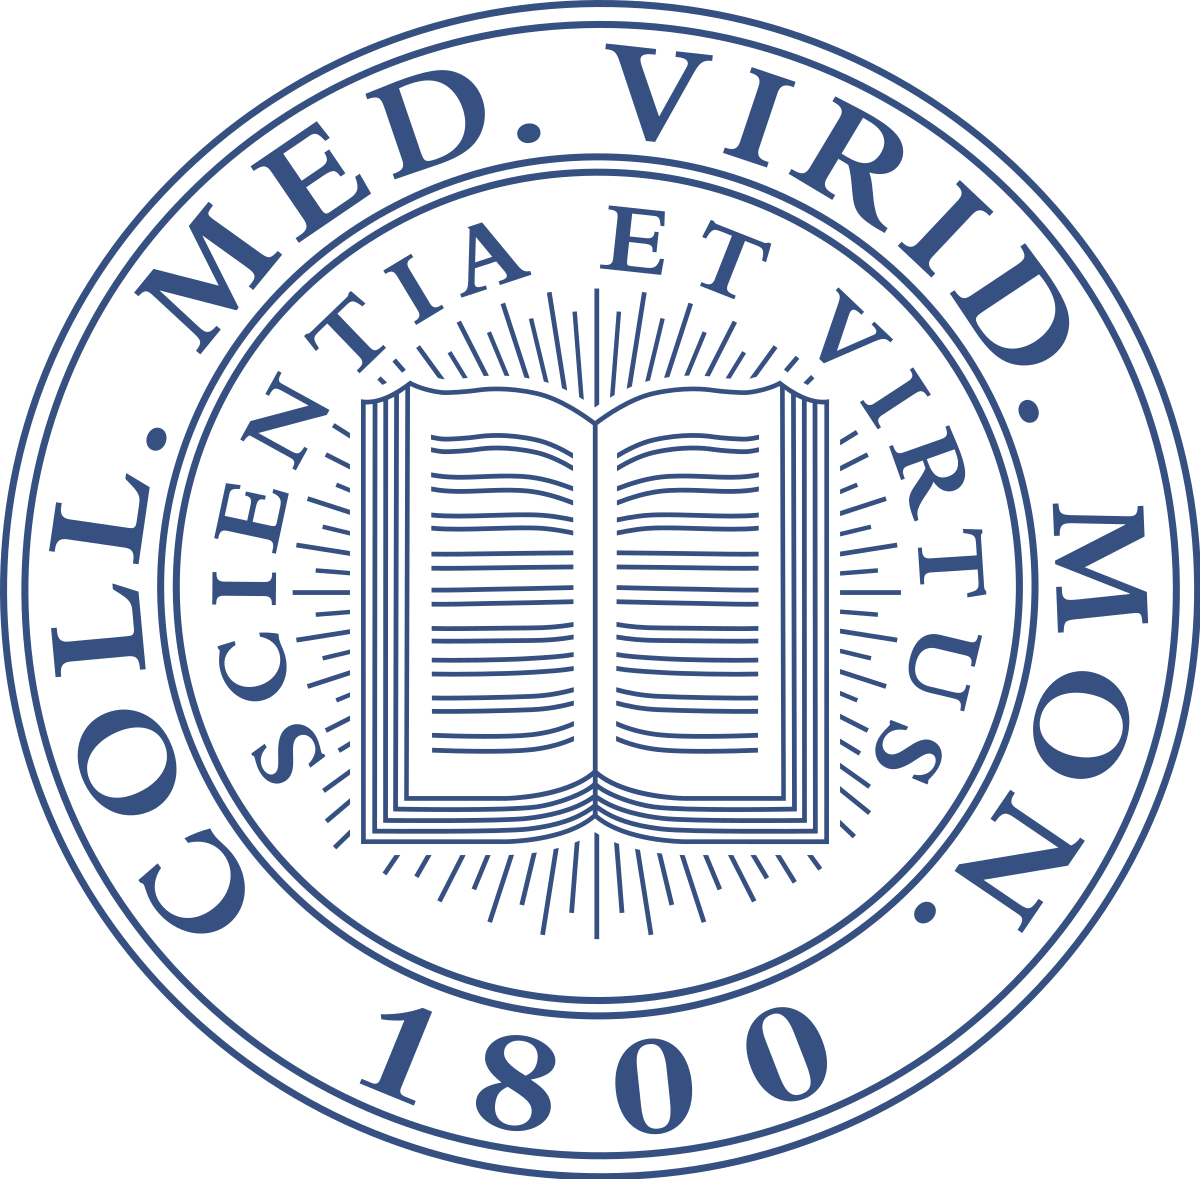 COLL. MED. VIRID. MON.
SCIENTIA ET VIRTUS
1800